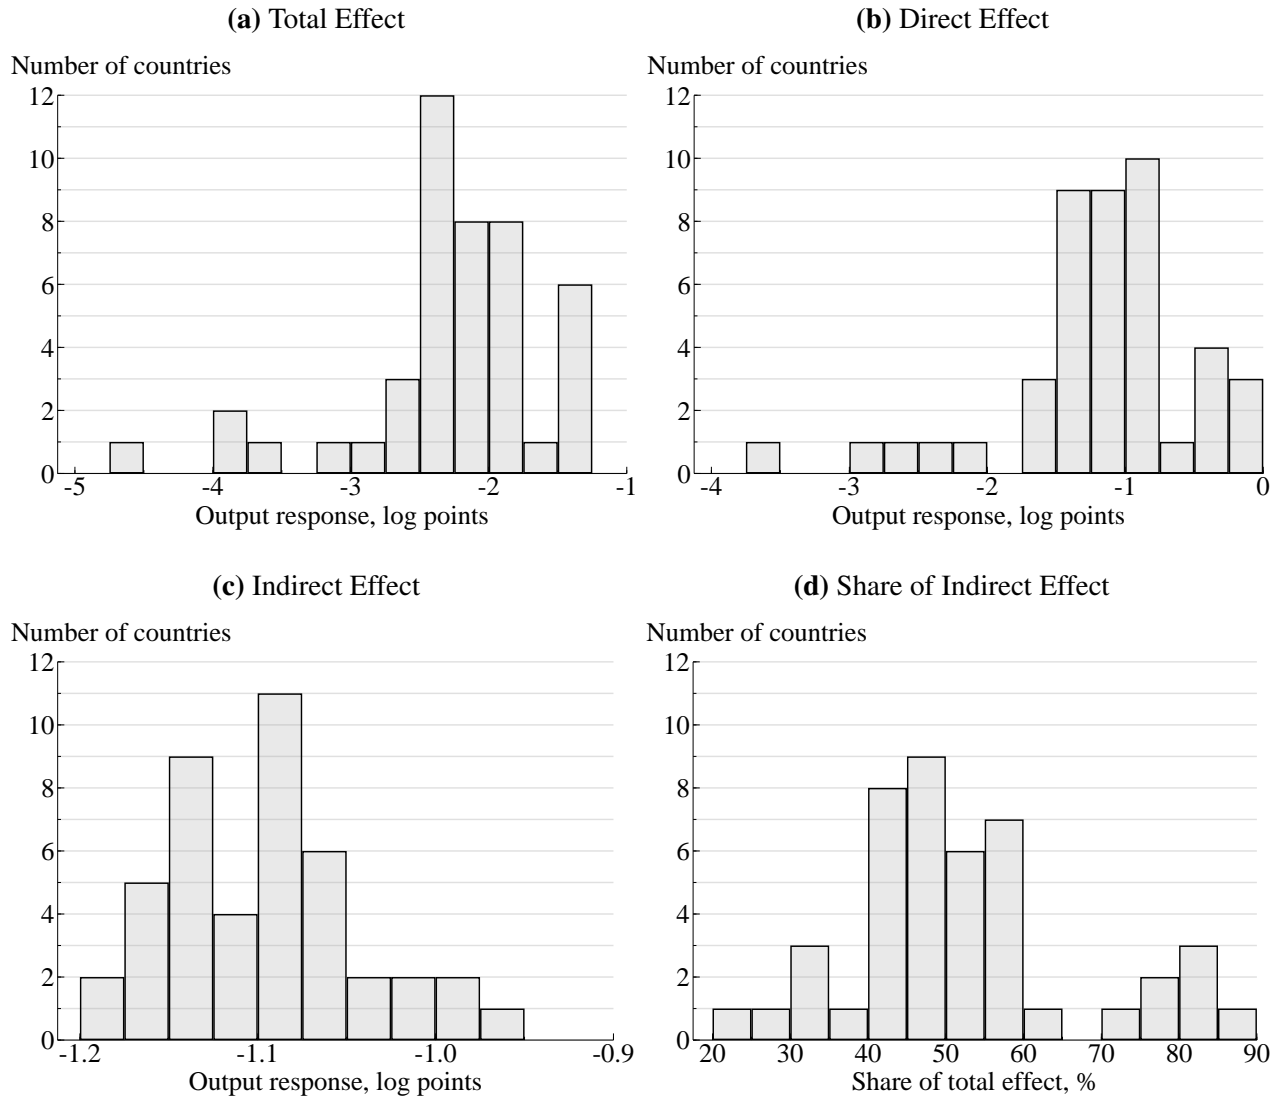 (a) Total Effect
Number of countries
12
10
8
6
4
2
0
-5 -4 -3 -2 -1
Output response, log points
(b) Direct Effect
Number of countries
12
10
8
6
4
2
0
-4 -3 -2 -1 0
Output response, log points
(c) Indirect Effect
Number of countries
12
10
8
6
4
2
0
-1.2 -1.1 -1.0 -0.9
Output response, log points
(d) Share of Indirect Effect
Number of countries
12
10
8
6
4
2
0
20 30 40 50 60 70 80 90
Share of total effect, %